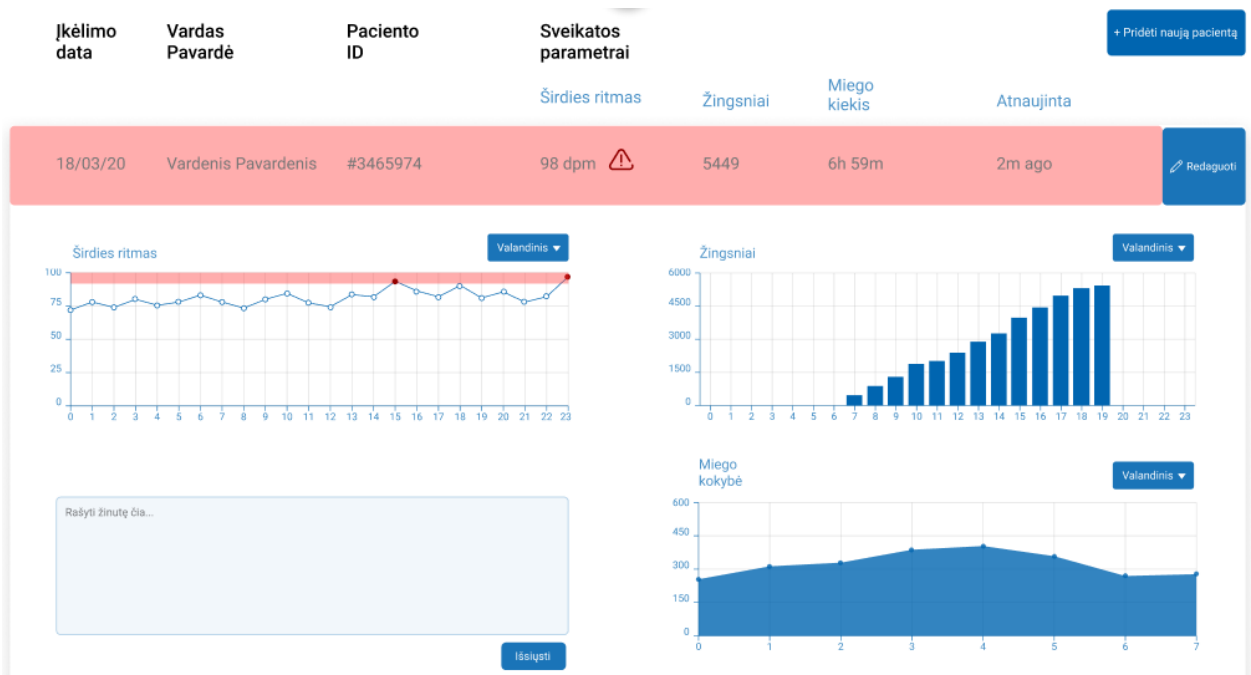 Įkėlimo
data
Vardas
Pavardė
Paciento
ID
Sveikatos
parametrai
+ Pridėti naują pacientą
Širdies ritmas
Žingsniai
Miego
kiekis
Atnaujinta
18/03/20
Vardenis Pavardenis
#3465974
98 dpm
5449
6h 59m
2m ago
Redaguoti
Širdies ritmas
Valandinis
100
75
50
25
0
0 1 2 3 4 5 6 7 8 9 10 11 12 13 14 15 16 17 18 19 20 21 22 23
Žingsniai
Valandinis
6000
4500
3000
1500
0
0 1 2 3 4 5 6 7 8 9 10 11 12 13 14 15 16 17 18 19 20 21 22 23
Rašyti žinutę čia...
Išsiųsti
Miego
kokybė
Valandinis
600
450
300
150
0
0 1 2 3 4 5 6 7